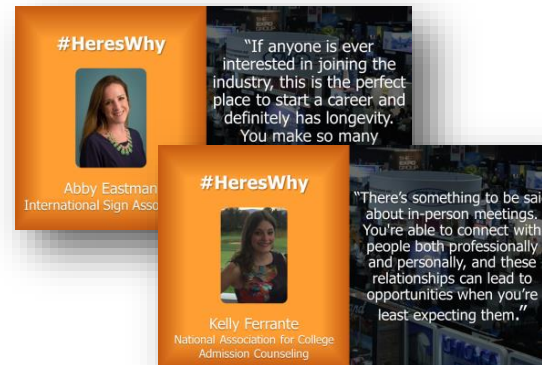 #HeresWhy
Abby Eastman
International Sign
"If anyone is ever
interested in joining the
industry, this is the perfect
place to start a career and
definitely has longevity.
You make so many
#HeresWhy
Kelly Ferrante
National Association for College
Admission Counseling
"There's something to be
about in-person meetings.
You're able to connect with
people both professionally
and personally, and these
relationships can lead to
opportunities when you're
least expecting them."